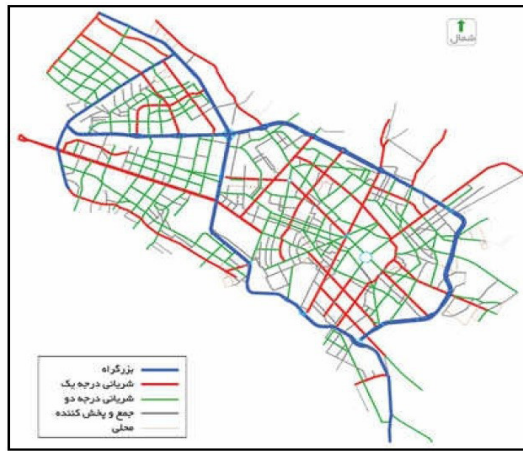 شمال
بزرگراه
شریانی درجه یک
شریانی درجه دو
جمع و پخش کننده
محلی